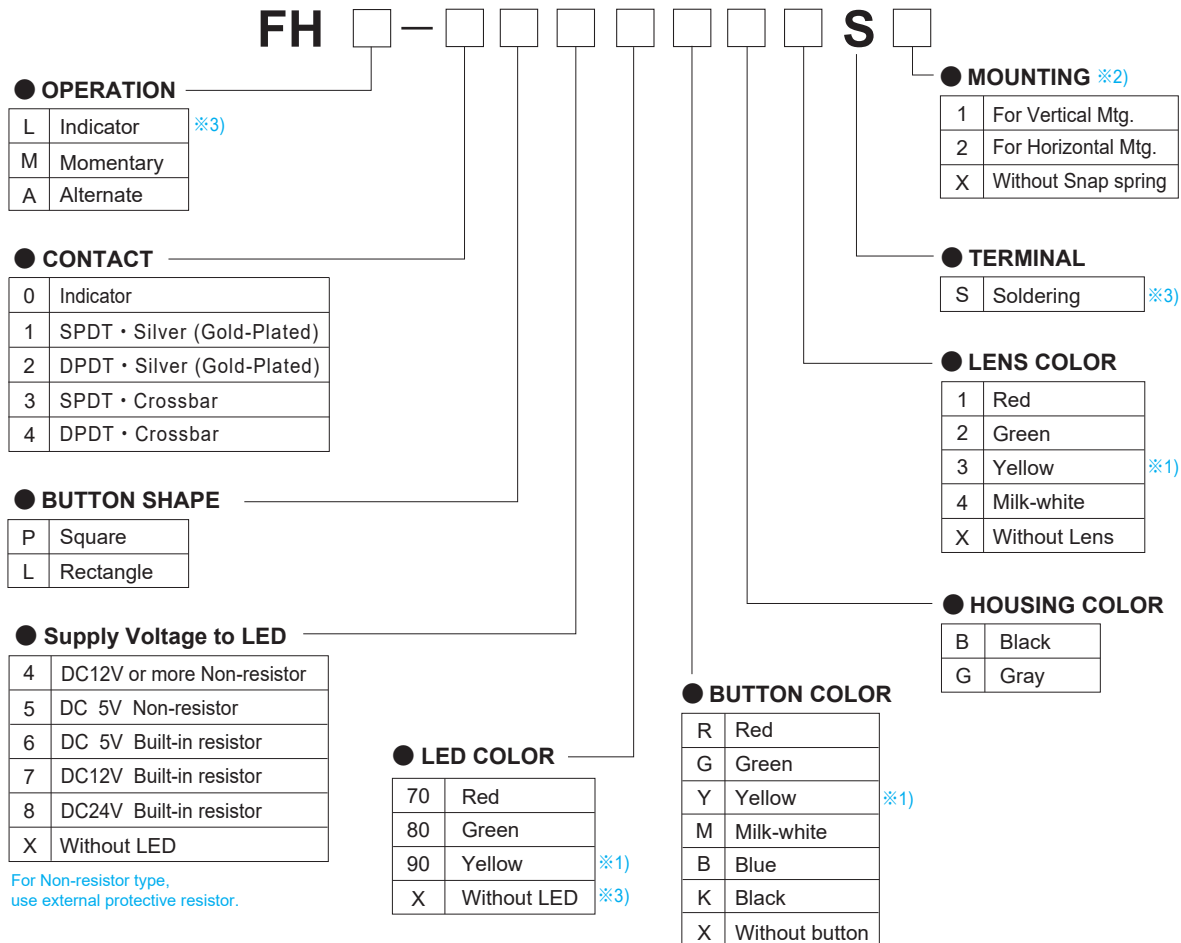 FH □—□□□□□□□ S □
● OPERATION
L Indicator ※3)
M Momentary
A Alternate
● CONTACT
0 Indicator
1 SPDT・Silver (Gold-Plated)
2 DPDT・Silver (Gold-Plated)
3 SPDT・Crossbar
4 DPDT・Crossbar
● BUTTON SHAPE
P Square
L Rectangle
● Supply Voltage to LED
4 DC12V or more Non-resistor
5 DC 5V Non-resistor
6 DC 5V Built-in resistor
7 DC12V Built-in resistor
8 DC24V Built-in resistor
X Without LED
For Non-resistor type,
use external protective resistor.
● LED COLOR
70 Red
80 Green
90 Yellow ※1)
X Without LED ※3)
● BUTTON COLOR
R Red
G Green
Y Yellow ※1)
M Milk-white
B Blue
K Black
X Without button
● HOUSING COLOR
B Black
G Gray
● LENS COLOR
1 Red
2 Green
3 Yellow ※1)
4 Milk-white
X Without Lens
● TERMINAL
S Soldering ※3)
● MOUNTING ※2)
1 For Vertical Mtg.
2 For Horizontal Mtg.
X Without Snap spring